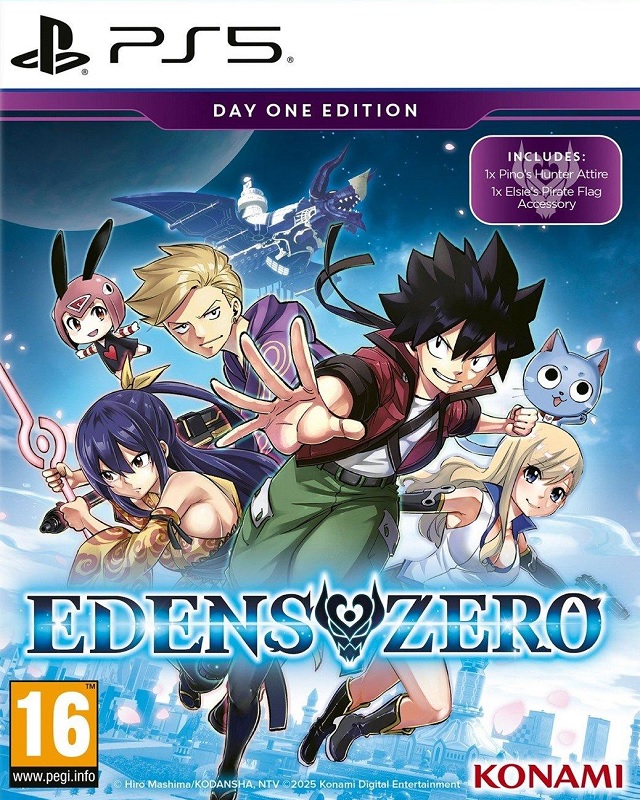 PS5
DAY ONE EDITION
INCLUDES:
1x Pino's Hunter Attire
1x Elsie's Pirate Flag
Accessory
EDENS ZERO
16
www.pegi.info
© Hiro Mashima/KODANSHA, NTV ©2025 Konami Digital Entertainment
KONAMI